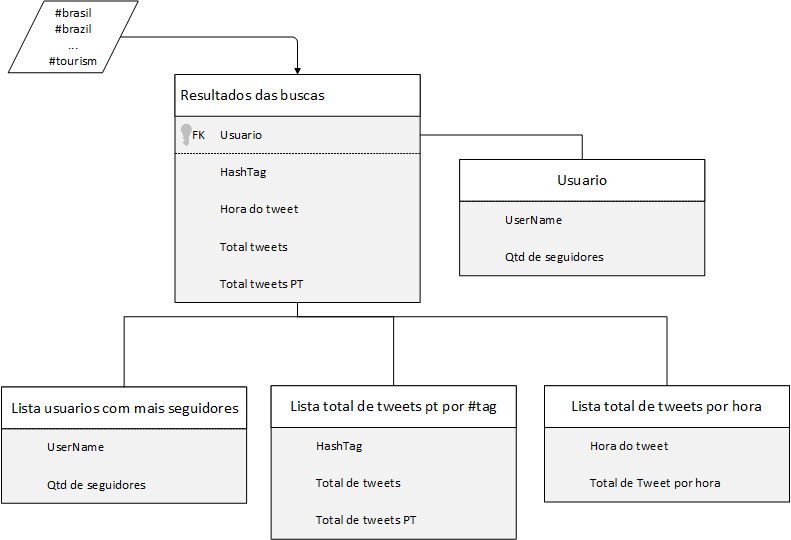 #brasil
#brazil
...
#tourism
Resultados das buscas
FK Usuario
HashTag
Hora do tweet
Total tweets
Total tweets PT
Usuario
UserName
Qtd de seguidores
Lista usuarios com mais seguidores
UserName
Qtd de seguidores
Lista total de tweets pt por #tag
HashTag
Total de tweets
Total de tweets PT
Lista total de tweets por hora
Hora do tweet
Total de Tweet por hora